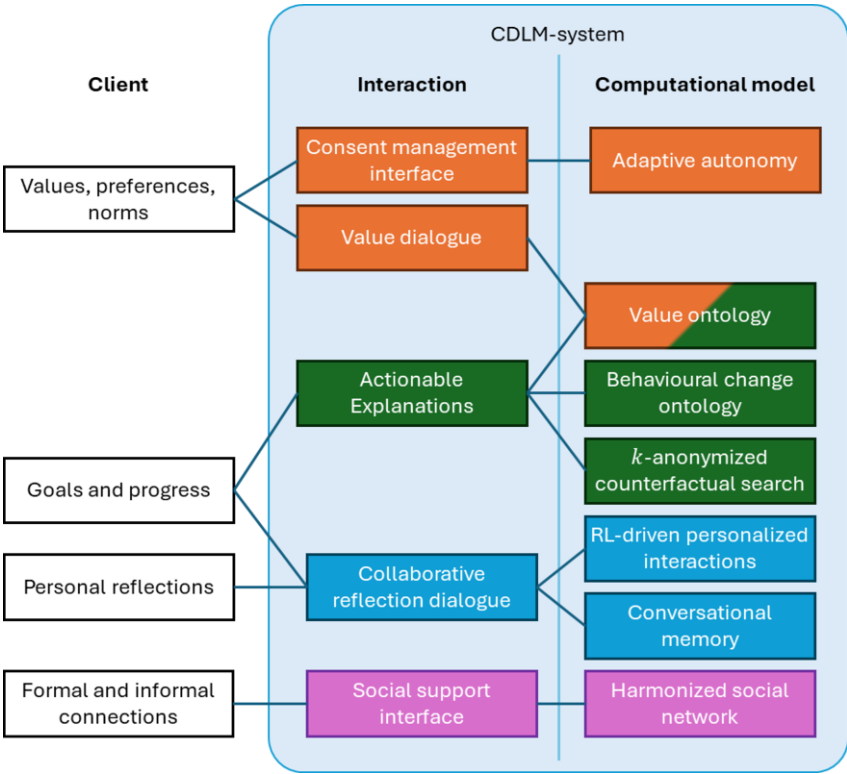 CDLM-system
Client
Interaction
Computational model
Consent management
interface
Adaptive autonomy
Values, preferences,
norms
Value dialogue
Value ontology
Actionable
Explanations
Behavioural change
ontology
k-anonymized
counterfactual search
Goals and progress
RL-driven personalized
interactions
Personal reflections
Collaborative
reflection dialogue
Conversational
memory
Formal and informal
connections
Social support
interface
Harmonized social
network